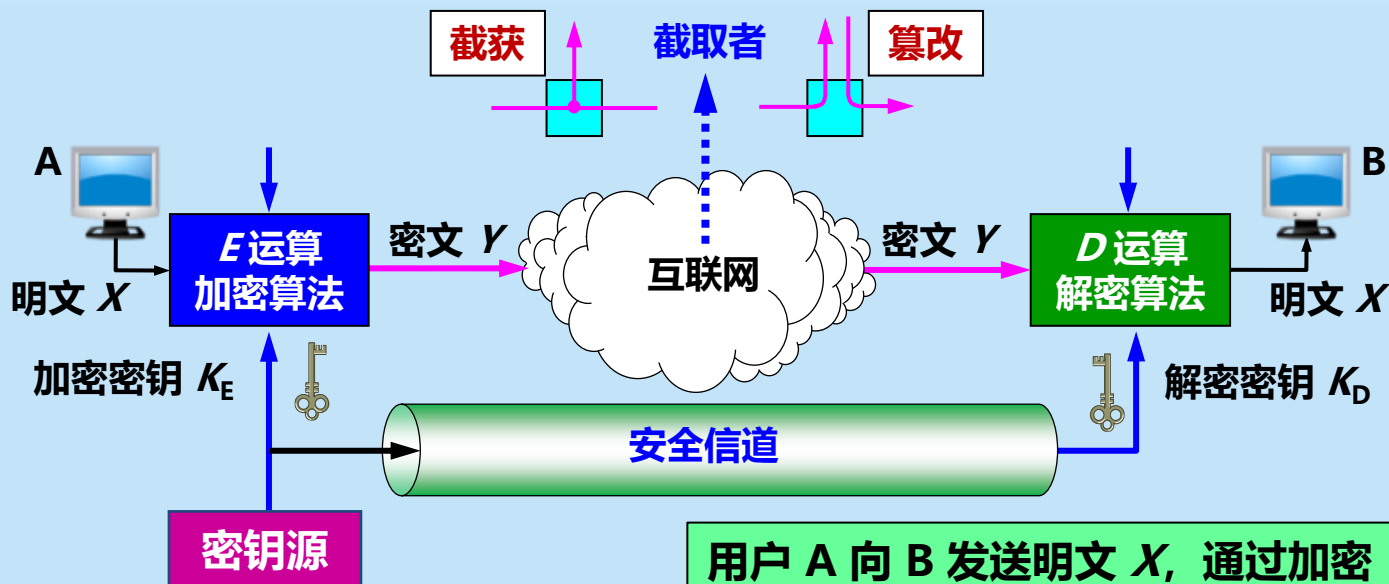 截获
截取者
篡改
A
B
E 运算
加密算法
密文 Y
互联网
密文 Y
D 运算
解密算法
明文 X
明文 X
加密密钥 KE
解密密钥 KD
安全信道
密钥源
用户 A 向 B 发送明文 X，通过加密